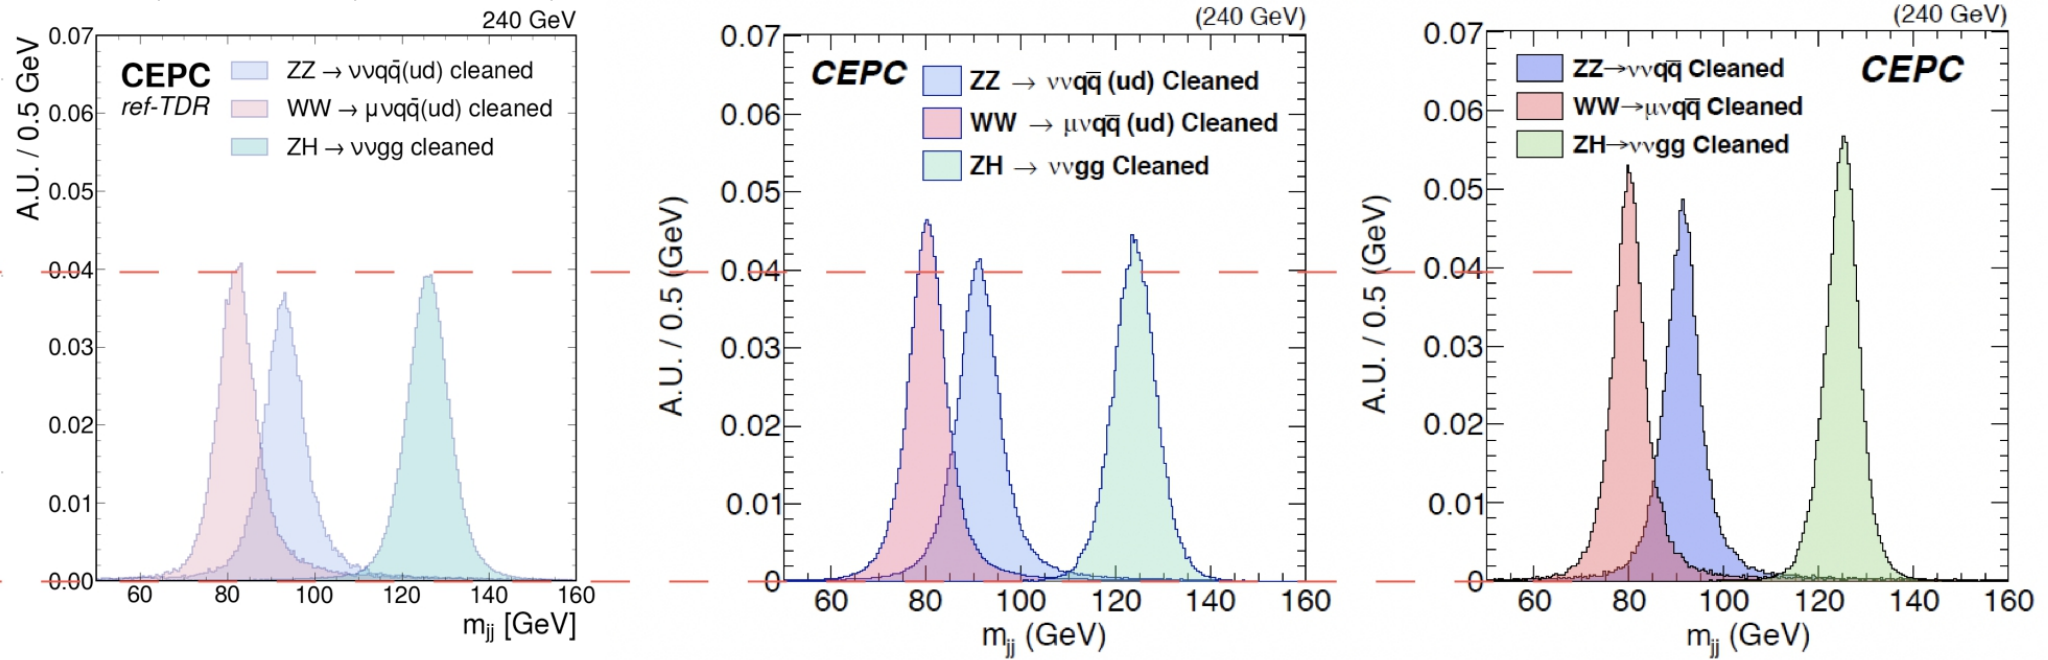 240 GeV
A.U. / 0.5 GeV
0.07
0.06
0.05
0.04
0.03
0.02
0.01
0.00
CEPC
ref-TDR
ZZ → ννqq̄(ud) cleaned
WW → μνqq̄(ud) cleaned
ZH → ννgg cleaned
60 80 100 120 140 160
m_jj [GeV]
(240 GeV)
A.U. / 0.5 (GeV)
0.07
0.06
0.05
0.04
0.03
0.02
0.01
0
CEPC
ZZ → ννqq̄ (ud) Cleaned
WW → μνqq̄ (ud) Cleaned
ZH → ννgg Cleaned
60 80 100 120 140 160
m_jj (GeV)
(240 GeV)
A.U. / 0.5 (GeV)
0.07
0.06
0.05
0.04
0.03
0.02
0.01
0
ZZ→ννqq̄ Cleaned
WW→μνqq̄ Cleaned
ZH→ννgg Cleaned
CEPC
60 80 100 120 140 160
m_jj (GeV)